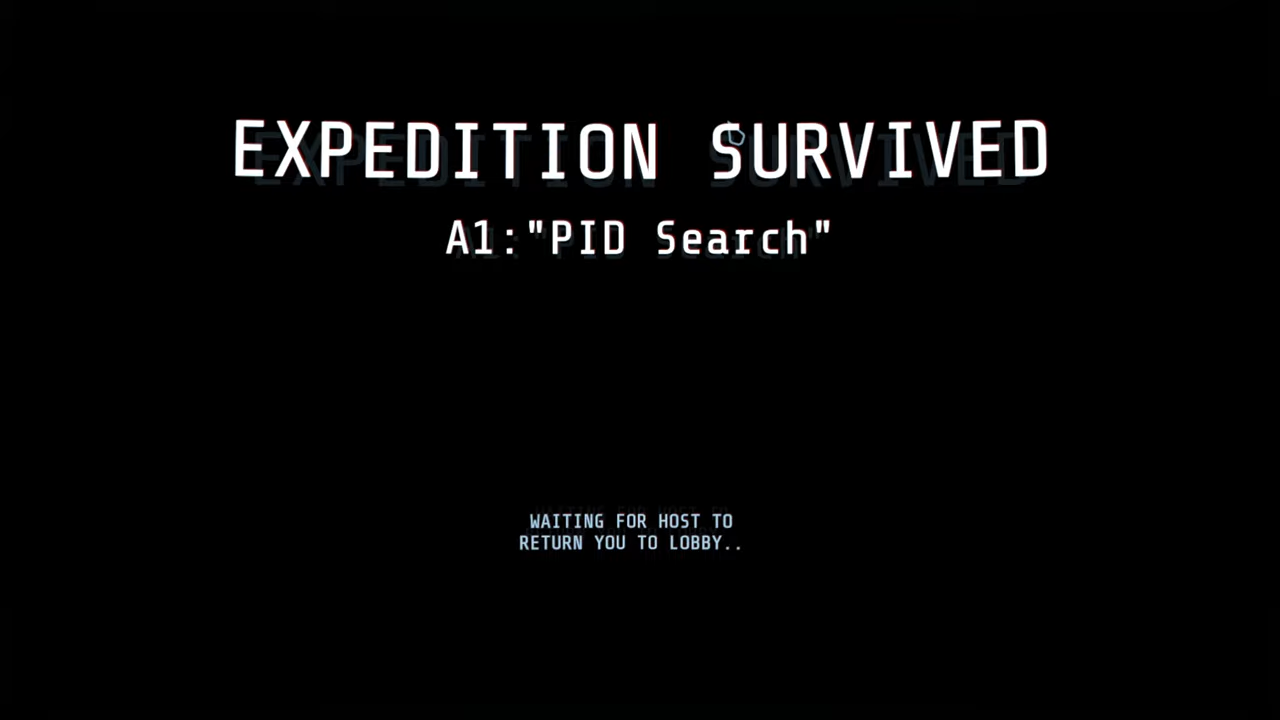 EXPEDITION SURVIVED
A1:"PID Search"
WAITING FOR HOST TO
RETURN YOU TO LOBBY..